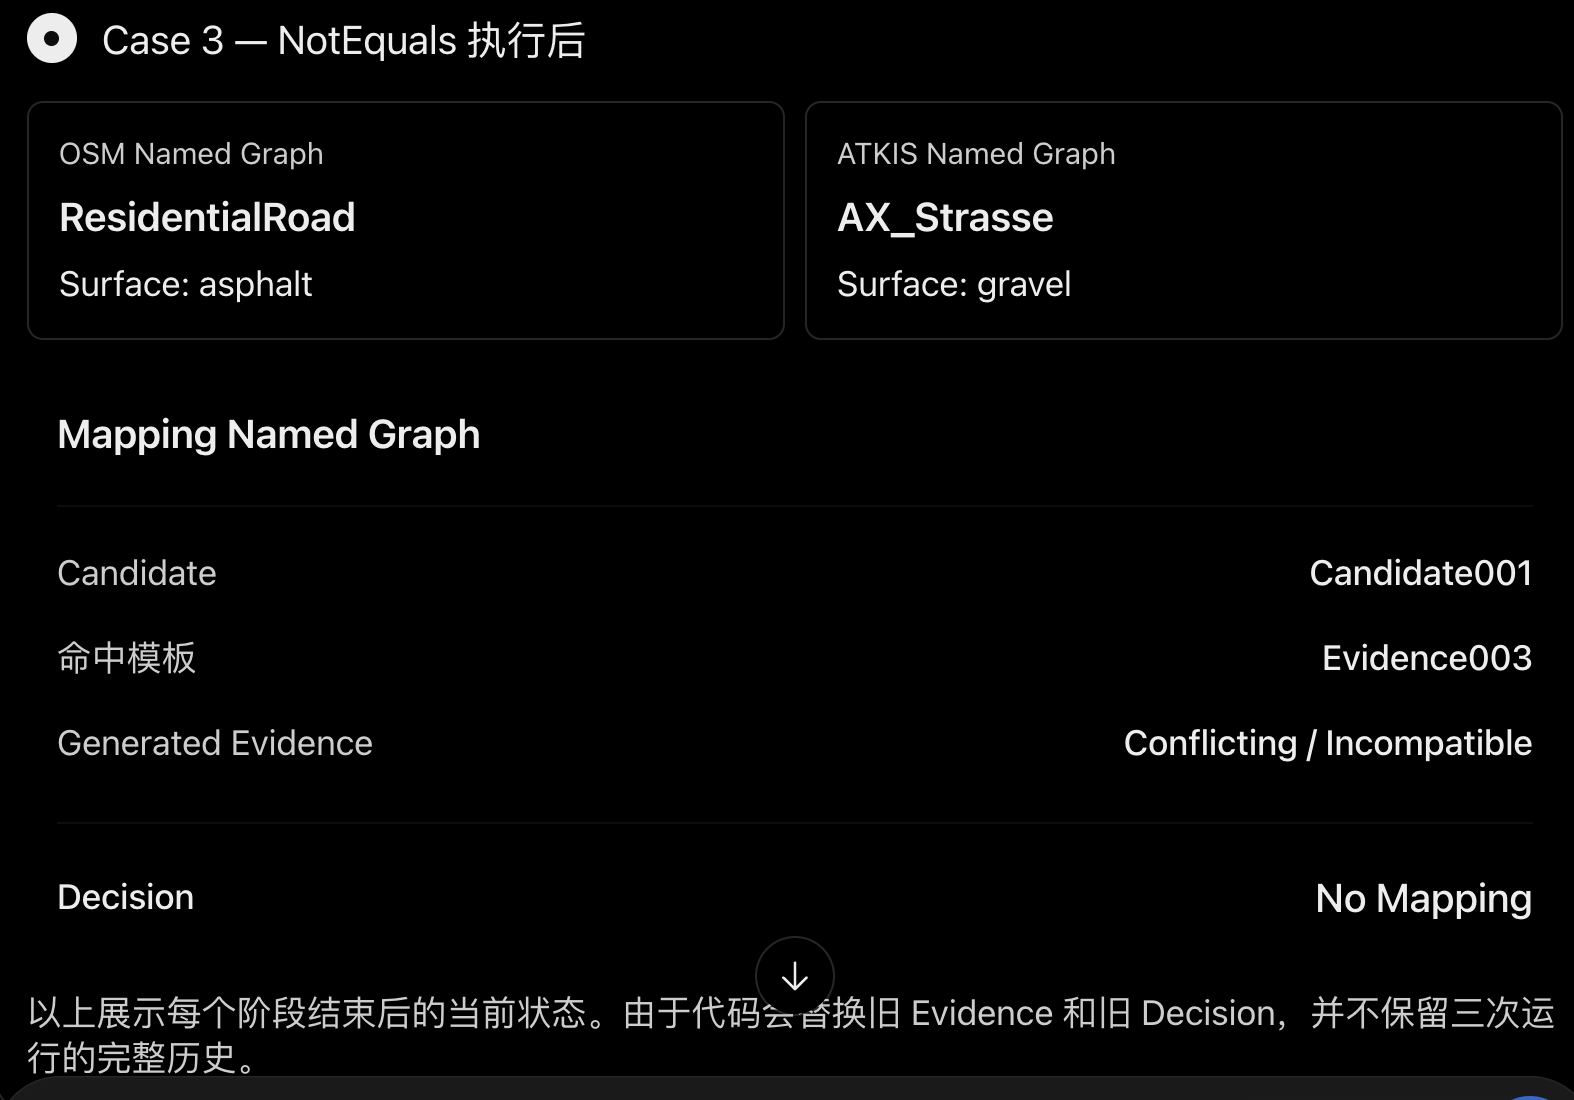 Case 3 — NotEquals 执行后
OSM Named Graph
ResidentialRoad
Surface: asphalt
ATKIS Named Graph
AX_Strasse
Surface: gravel
Mapping Named Graph
Candidate Candidate001
命中模板 Evidence003
Generated Evidence Conflicting / Incompatible
Decision No Mapping
以上展示每个阶段结束后的当前状态。由于代码会替换旧 Evidence 和旧 Decision，并不保留三次运
行的完整历史。